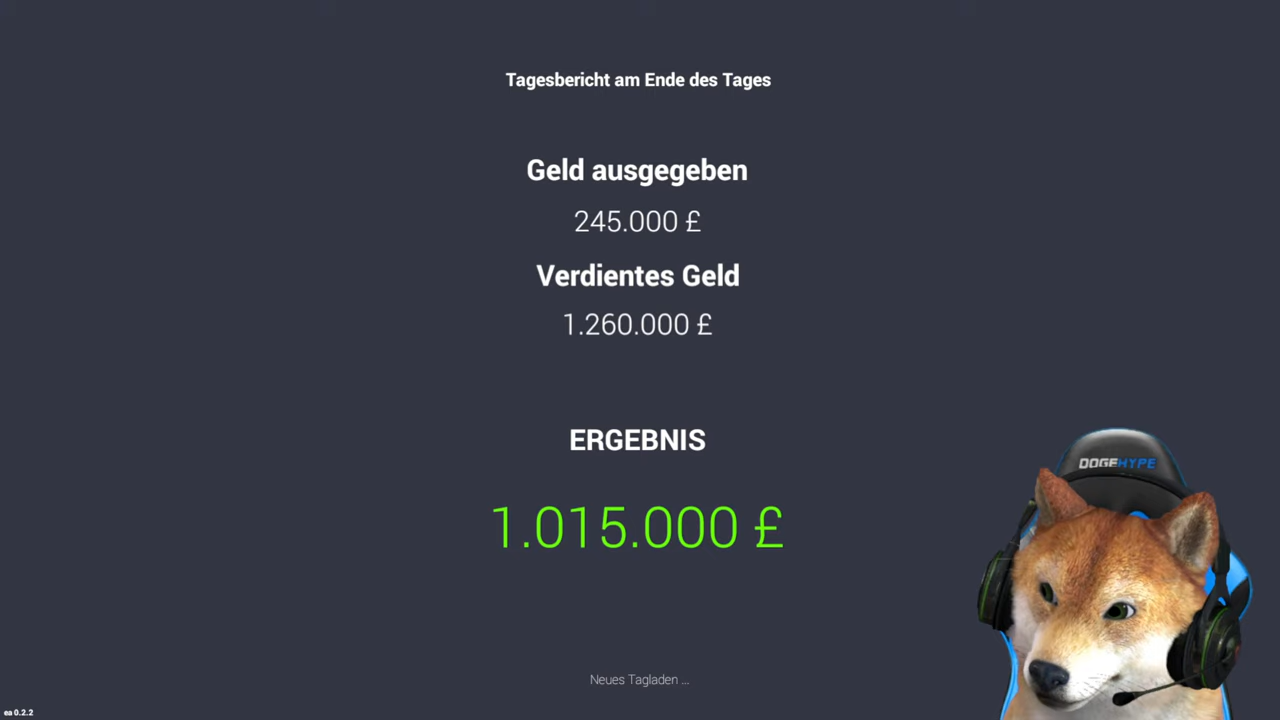 Tagesbericht am Ende des Tages
Geld ausgegeben
245.000 £
Verdientes Geld
1.260.000 £
ERGEBNIS
1.015.000 £
DOGEHYPE
Neues Tagladen ...
ea 0.2.2